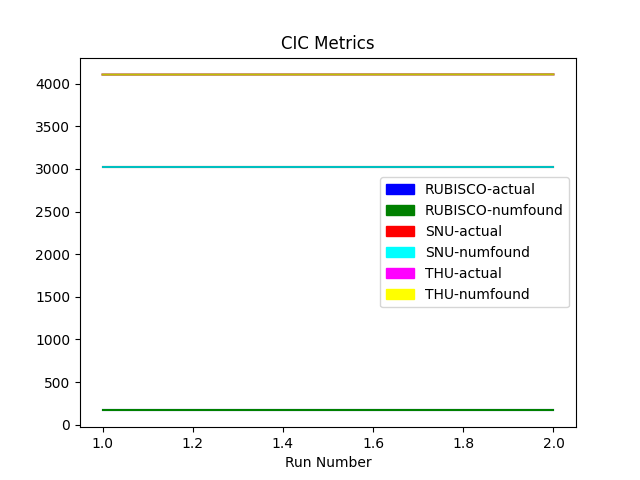 CIC Metrics
4000
3500
3000
2500
2000
1500
1000
500
0
RUBISCO-actual
RUBISCO-numfound
SNU-actual
SNU-numfound
THU-actual
THU-numfound
1.0 1.2 1.4 1.6 1.8 2.0
Run Number